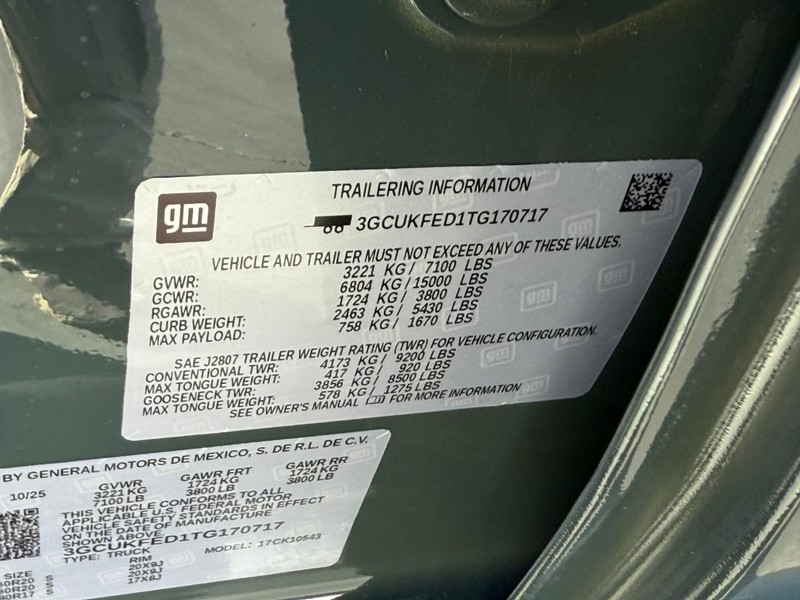 gm
TRAILERING INFORMATION
3GCUKFED1TG170717
VEHICLE AND TRAILER MUST NOT EXCEED ANY OF THESE VALUES.
GVWR: 3221 KG / 7100 LBS
GCWR: 6804 KG / 15000 LBS
RGAWR: 1724 KG / 3800 LBS
CURB WEIGHT: 2463 KG / 5430 LBS
MAX PAYLOAD: 758 KG / 1670 LBS
SAE J2807 TRAILER WEIGHT RATING (TWR) FOR VEHICLE CONFIGURATION.
CONVENTIONAL TWR: 4173 KG / 9200 LBS
MAX TONGUE WEIGHT: 417 KG / 920 LBS
GOOSENECK TWR: 3856 KG / 8500 LBS
MAX TONGUE WEIGHT: 578 KG / 1275 LBS
SEE OWNER'S MANUAL FOR MORE INFORMATION
BY GENERAL MOTORS DE MEXICO, S. DE R.L. DE C.V.
10/25 GVWR GAWR FRT GAWR RR
3221KG 1724 KG 1724 KG
7100 LB 3800 LB 3800 LB
THIS VEHICLE CONFORMS TO ALL
APPLICABLE U.S. FEDERAL MOTOR
VEHICLE SAFETY STANDARDS IN EFFECT
ON THE DATE OF MANUFACTURE
SHOWN ABOVE.
3GCUKFED1TG170717
TYPE: TRUCK MODEL: 17CK10543
SIZE RIM
R20 S 20X9J
R20 S 20X9J
R17 17X8J